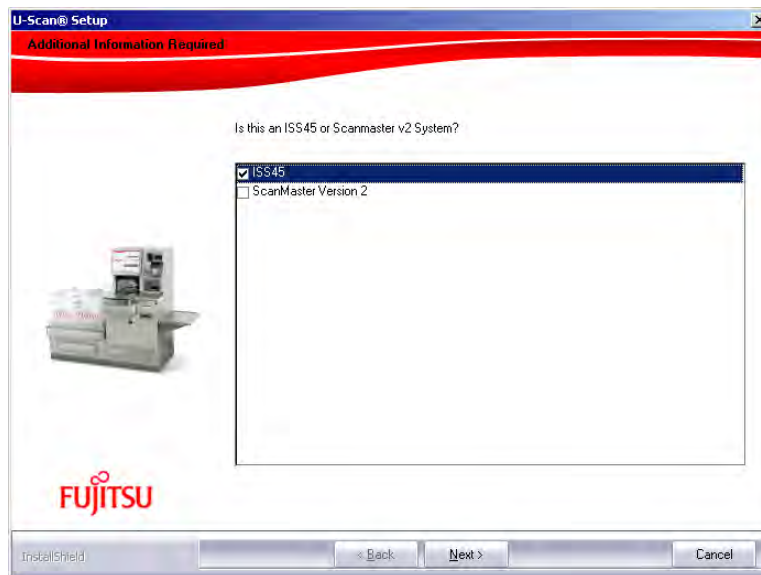 U-Scan® Setup
Additional Information Required
Is this an ISS45 or Scanmaster v2 System?
ISS45
ScanMaster Version 2
FUJITSU
InstallShield
< Back
Next >
Cancel